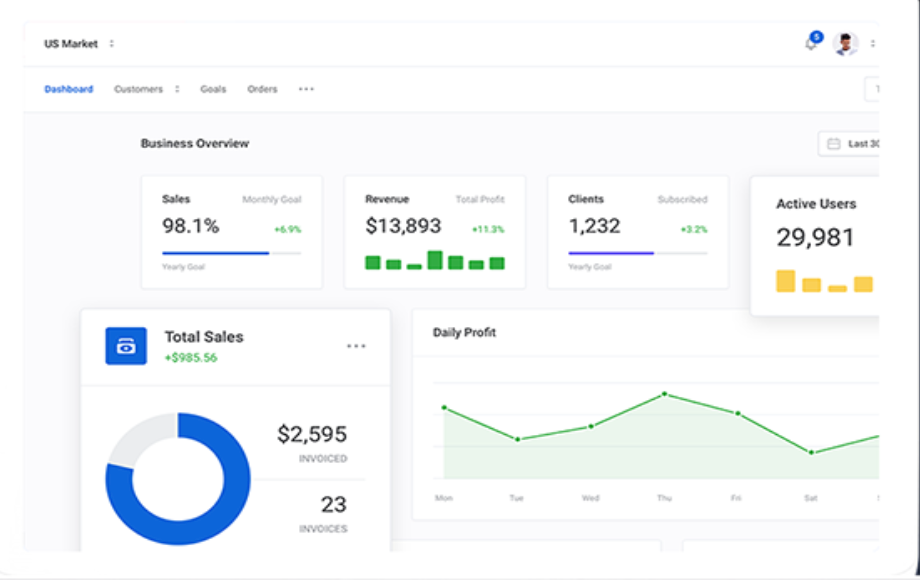 US Market
5
Dashboard Customers Goals Orders
Business Overview
Last 30
Sales Monthly Goal
98.1% +6.9%
Yearly Goal
Revenue Total Profit
$13,893 +11.3%
Clients Subscribed
1,232 +3.2%
Yearly Goal
Active Users
29,981
Total Sales
+$985.56
$2,595
INVOICED
23
INVOICES
Daily Profit
Mon Tue Wed Thu Fri Sat